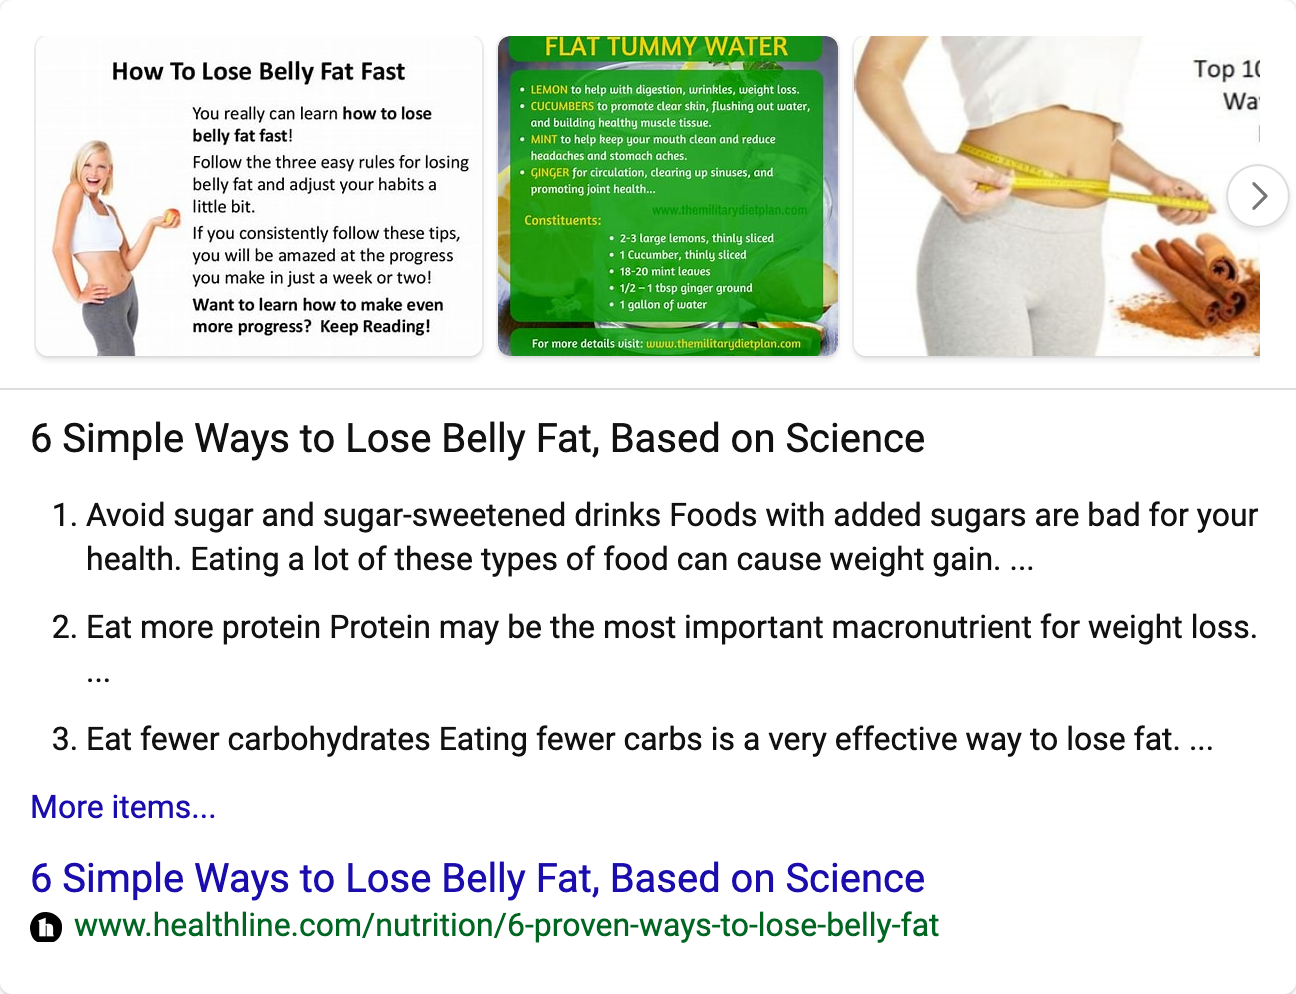 How To Lose Belly Fat Fast
You really can learn how to lose
belly fat fast!
Follow the three easy rules for losing
belly fat and adjust your habits a
little bit.
If you consistently follow these tips,
you will be amazed at the progress
you make in just a week or two!
Want to learn how to make even
more progress? Keep Reading!
FLAT TUMMY WATER
• LEMON to help with digestion, wrinkles, weight loss.
• CUCUMBERS to promote clear skin, flushing out water,
and building healthy muscle tissue.
• MINT to help keep your mouth clean and reduce
headaches and stomach aches.
• GINGER for circulation, clearing up sinuses, and
promoting joint health...
www.themilitarydietplan.com
Constituents:
• 2-3 large lemons, thinly sliced
• 1 Cucumber, thinly sliced
• 18-20 mint leaves
• 1/2 – 1 tbsp ginger ground
• 1 gallon of water
For more details visit: www.themilitarydietplan.com
Top 10
Wa
6 Simple Ways to Lose Belly Fat, Based on Science
1. Avoid sugar and sugar-sweetened drinks Foods with added sugars are bad for your
health. Eating a lot of these types of food can cause weight gain. ...
2. Eat more protein Protein may be the most important macronutrient for weight loss.
...
3. Eat fewer carbohydrates Eating fewer carbs is a very effective way to lose fat. ...
More items...
6 Simple Ways to Lose Belly Fat, Based on Science
h www.healthline.com/nutrition/6-proven-ways-to-lose-belly-fat